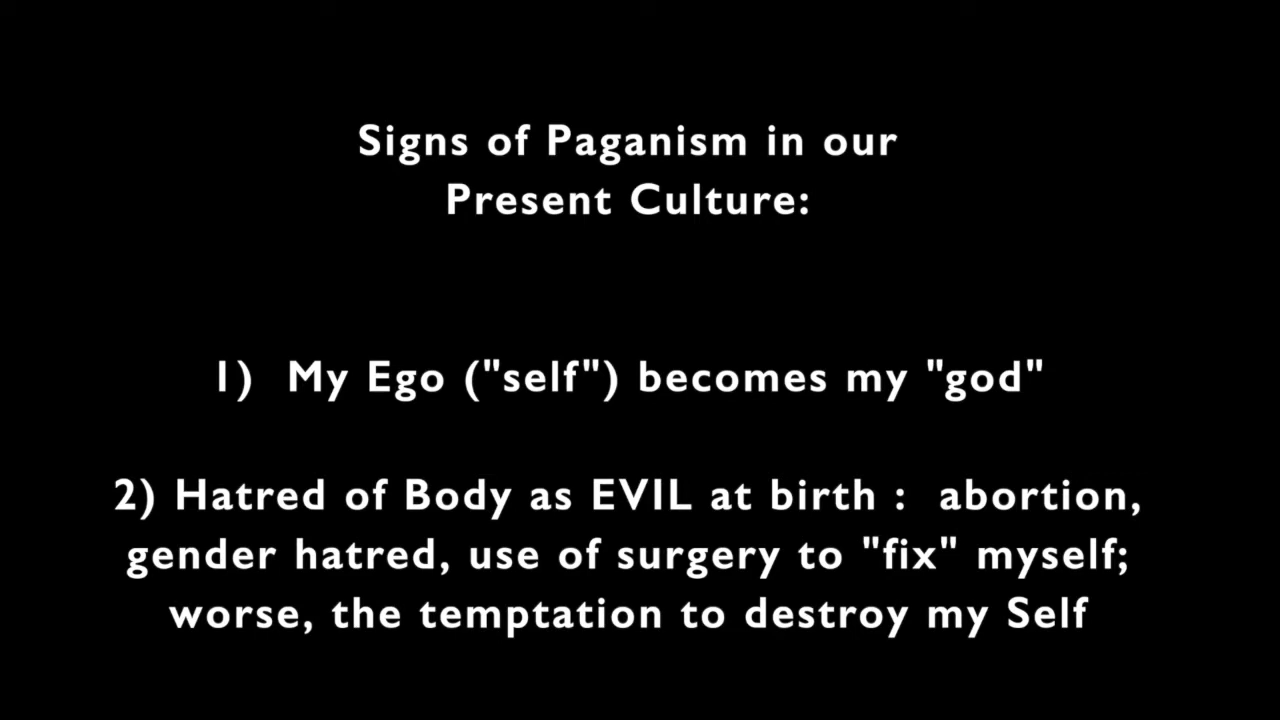 Signs of Paganism in our
Present Culture:
1) My Ego ("self") becomes my "god"
2) Hatred of Body as EVIL at birth : abortion,
gender hatred, use of surgery to "fix" myself;
worse, the temptation to destroy my Self